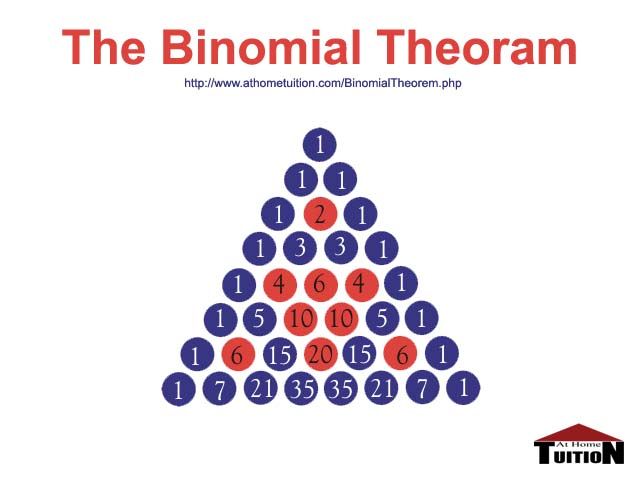 The Binomial Theoram
http://www.athometuition.com/BinomialTheorem.php
1
1 1
1 2 1
1 3 3 1
1 4 6 4 1
1 5 10 10 5 1
1 6 15 20 15 6 1
1 7 21 35 35 21 7 1
At Home
TUITION